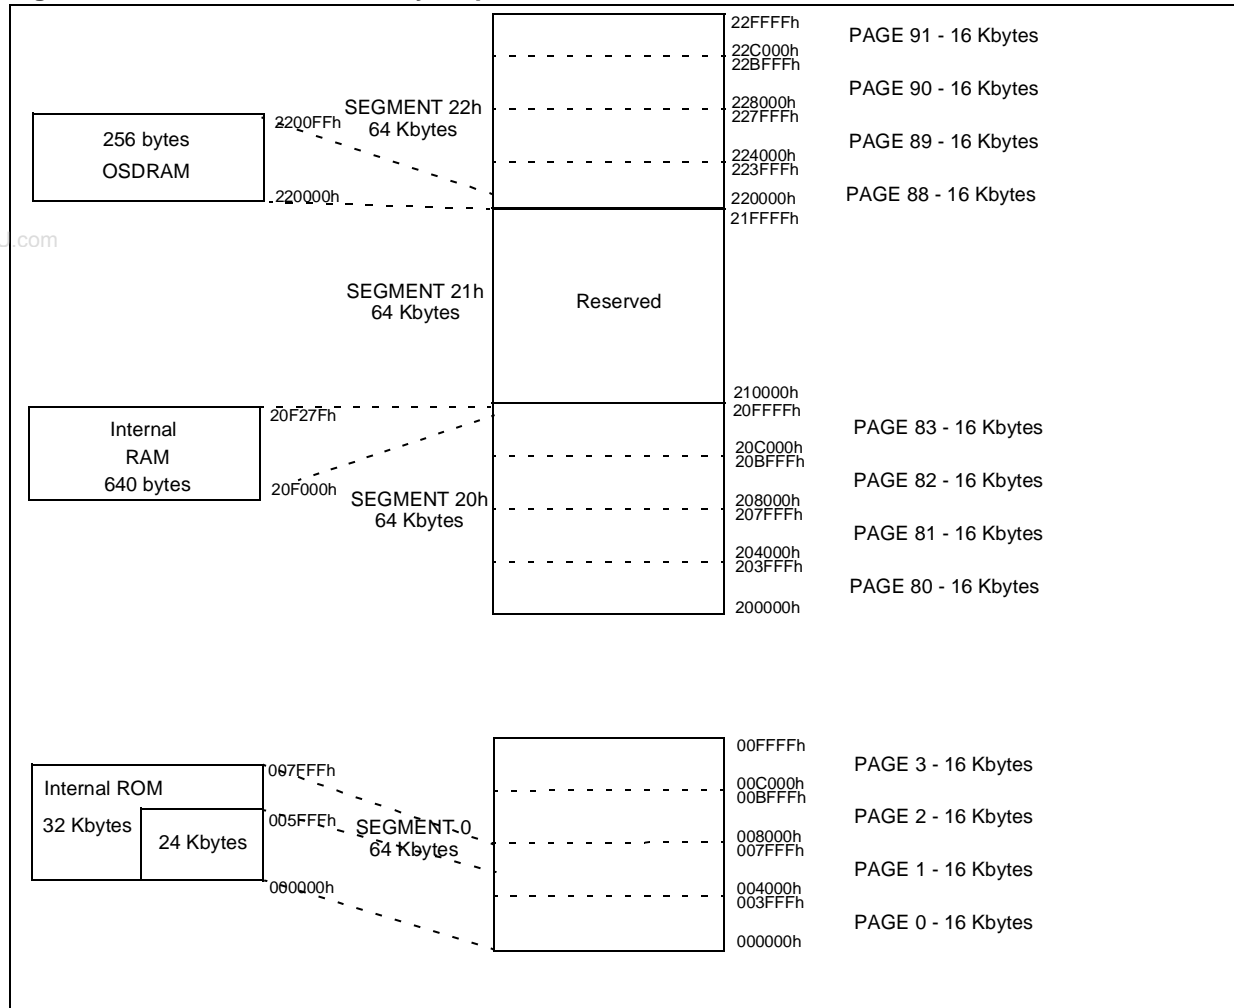 22FFFFh
PAGE 91 - 16 Kbytes
22C000h
22BFFFh
PAGE 90 - 16 Kbytes
SEGMENT 22h
64 Kbytes
228000h
227FFFh
2200FFh
256 bytes
OSDRAM
PAGE 89 - 16 Kbytes
224000h
223FFFh
220000h
220000h
PAGE 88 - 16 Kbytes
21FFFFh
.com
SEGMENT 21h
64 Kbytes
Reserved
210000h
20FFFFh
20F27Fh
Internal
RAM
640 bytes
PAGE 83 - 16 Kbytes
20C000h
20BFFFh
PAGE 82 - 16 Kbytes
20F000h
SEGMENT 20h
64 Kbytes
208000h
207FFFh
PAGE 81 - 16 Kbytes
204000h
203FFFh
PAGE 80 - 16 Kbytes
200000h
00FFFFh
PAGE 3 - 16 Kbytes
007FFFh
Internal ROM
00C000h
00BFFFh
32 Kbytes
24 Kbytes
005FFFh
SEGMENT 0
64 Kbytes
PAGE 2 - 16 Kbytes
008000h
007FFFh
PAGE 1 - 16 Kbytes
000000h
004000h
003FFFh
PAGE 0 - 16 Kbytes
000000h